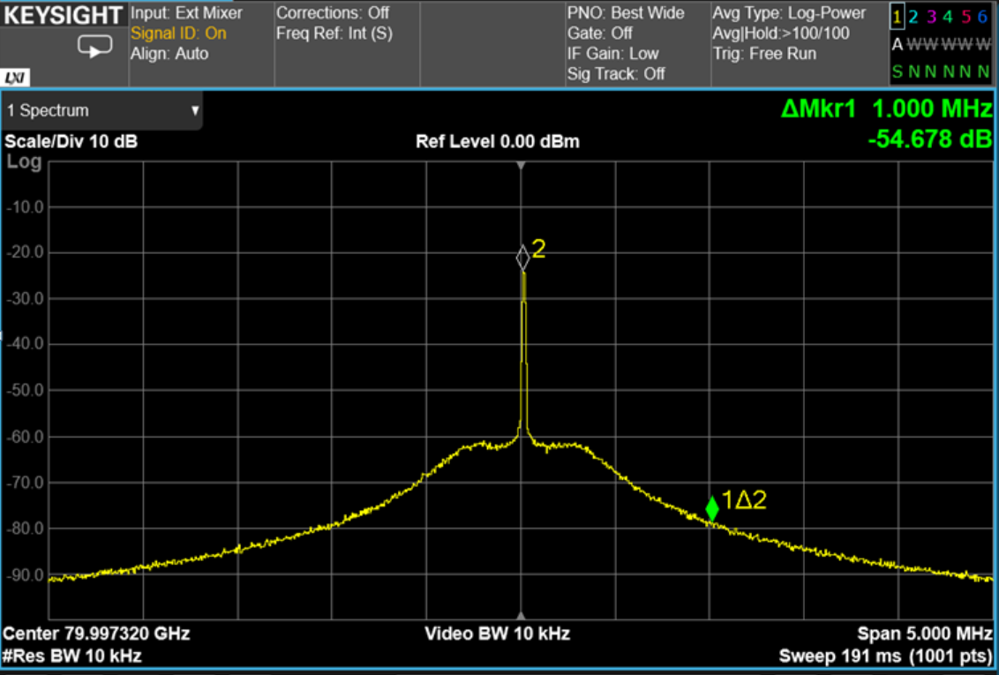 KEYSIGHT
LXI
Input: Ext Mixer
Signal ID: On
Align: Auto
Corrections: Off
Freq Ref: Int (S)
PNO: Best Wide
Gate: Off
IF Gain: Low
Sig Track: Off
Avg Type: Log-Power
Avg|Hold:>100/100
Trig: Free Run
1 2 3 4 5 6
A W W W W W
S N N N N N
1 Spectrum ▼
ΔMkr1 1.000 MHz
-54.678 dB
Scale/Div 10 dB
Ref Level 0.00 dBm
Log
-10.0
-20.0
-30.0
-40.0
-50.0
-60.0
-70.0
-80.0
-90.0
2
1Δ2
Center 79.997320 GHz
Video BW 10 kHz
Span 5.000 MHz
#Res BW 10 kHz
Sweep 191 ms (1001 pts)